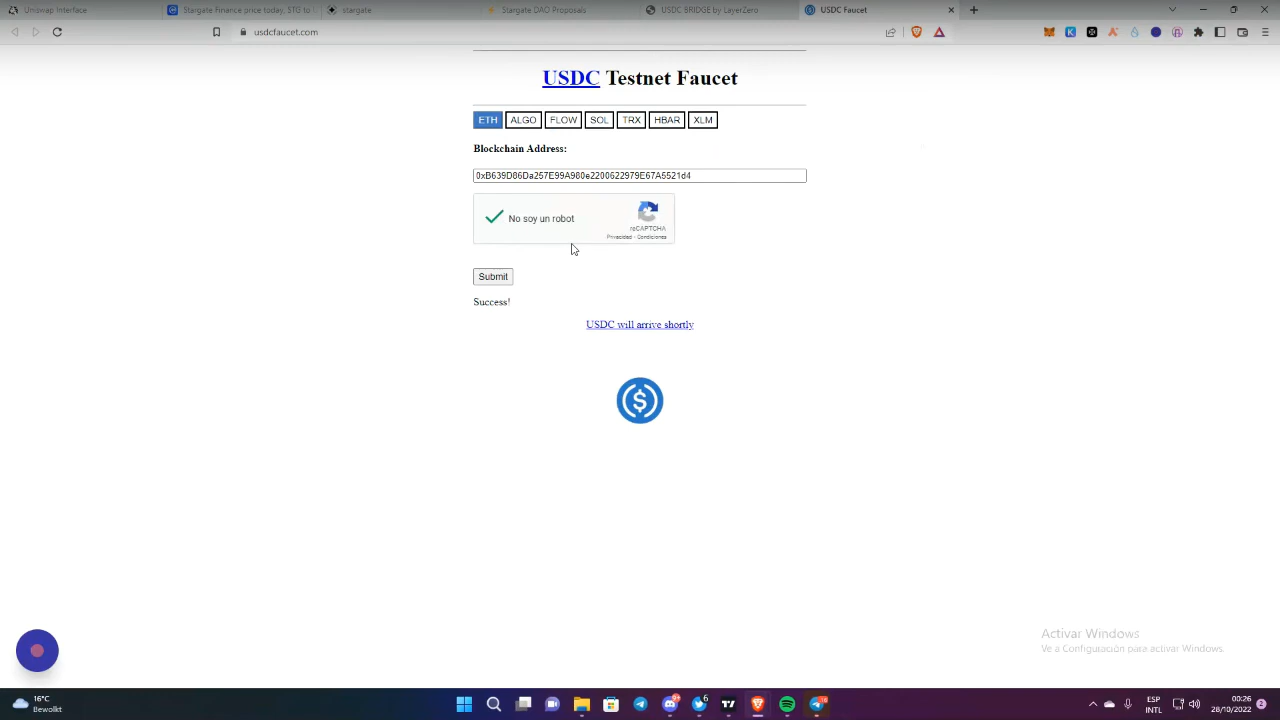 Uniswap Interface
Stargate Finance price today, STG to
stargate
Stargate DAO Proposals
USDC BRIDGE by LayerZero
USDC Faucet
usdcfaucet.com
USDC Testnet Faucet
ETH
ALGO
FLOW
SOL
TRX
HBAR
XLM
Blockchain Address:
0xB639D86Da257E99A980e2200622979E67A5521d4
No soy un robot
reCAPTCHA
Privacidad - Condiciones
Submit
Success!
USDC will arrive shortly
Activar Windows
Ve a Configuración para activar Windows.
16°C
Bewolkt
ESP
INTL
00:26
28/10/2022